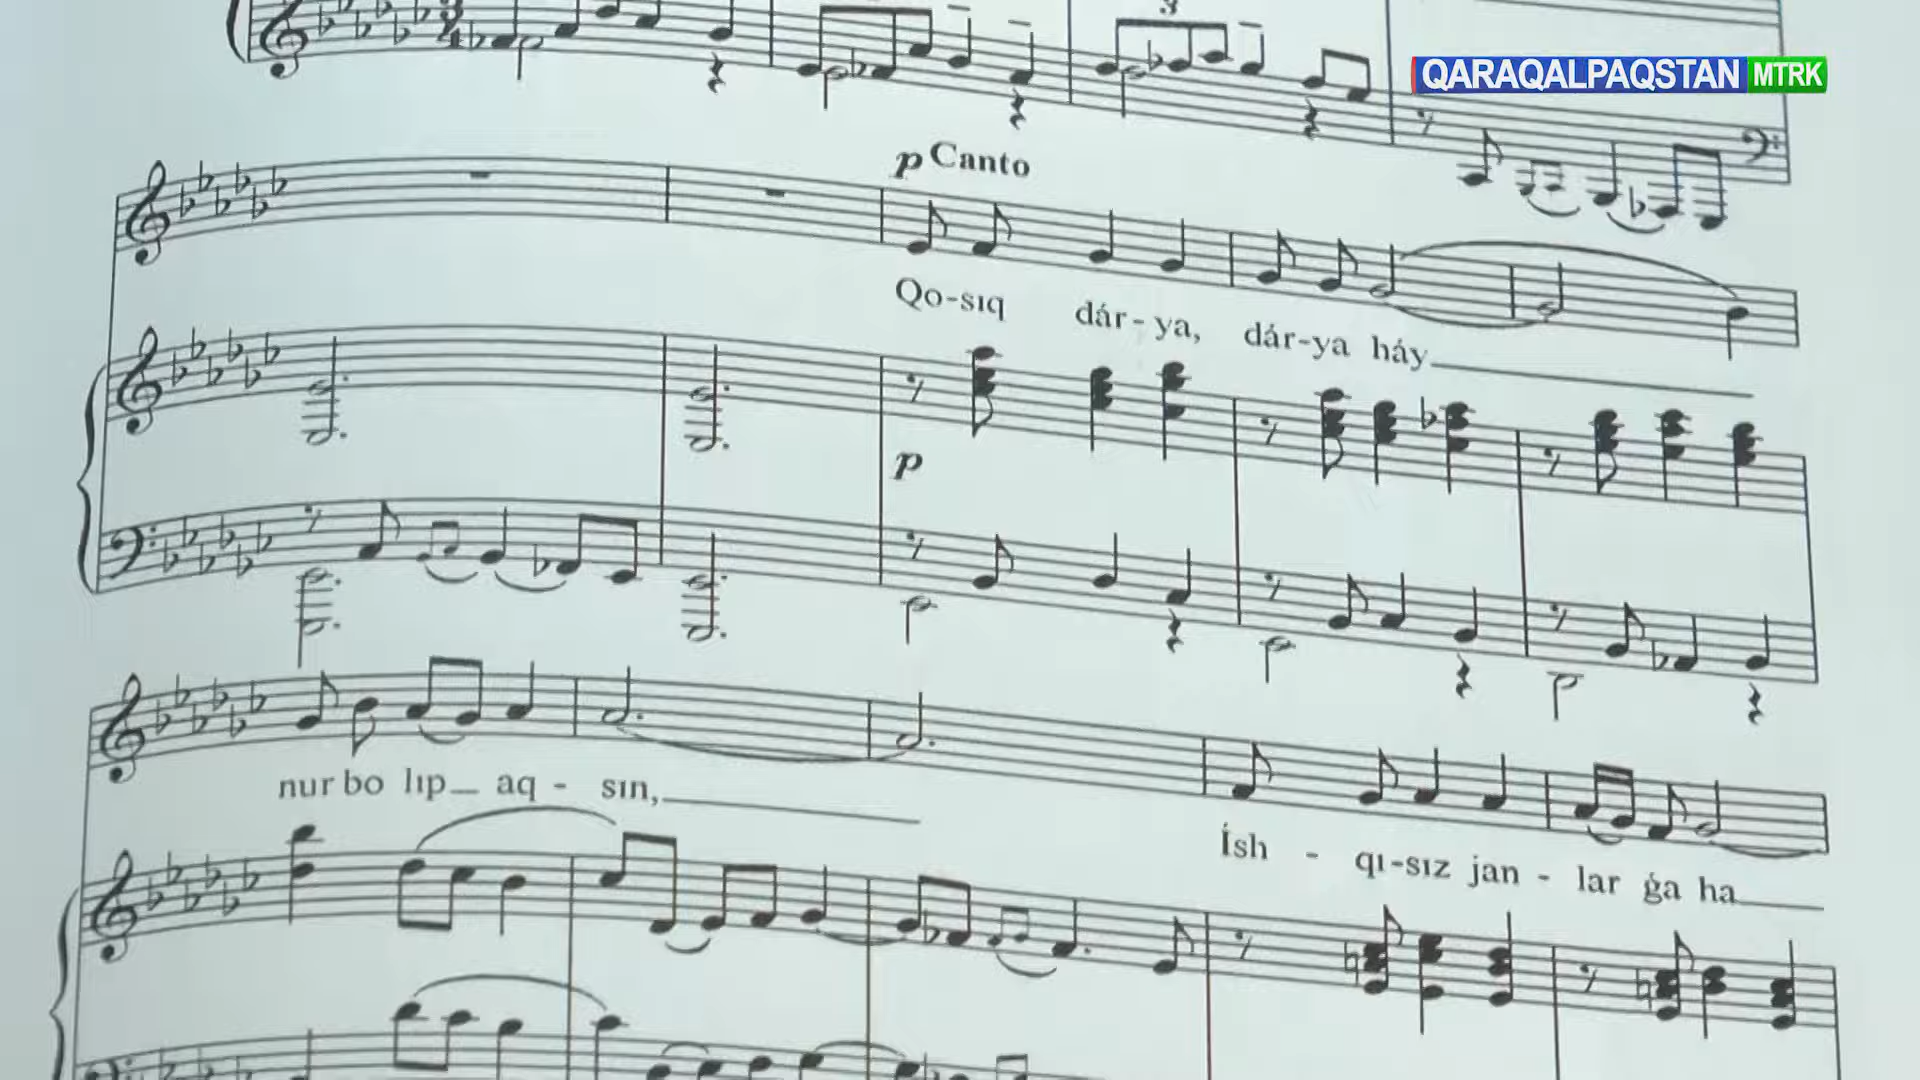 QARAQALPAQSTAN MTRK
3
p Canto
Qo-sıq dár-ya, dár-ya háy
p
nur bo lıp aq - sın,
Ísh - qı-sız jan - lar ǵa ha